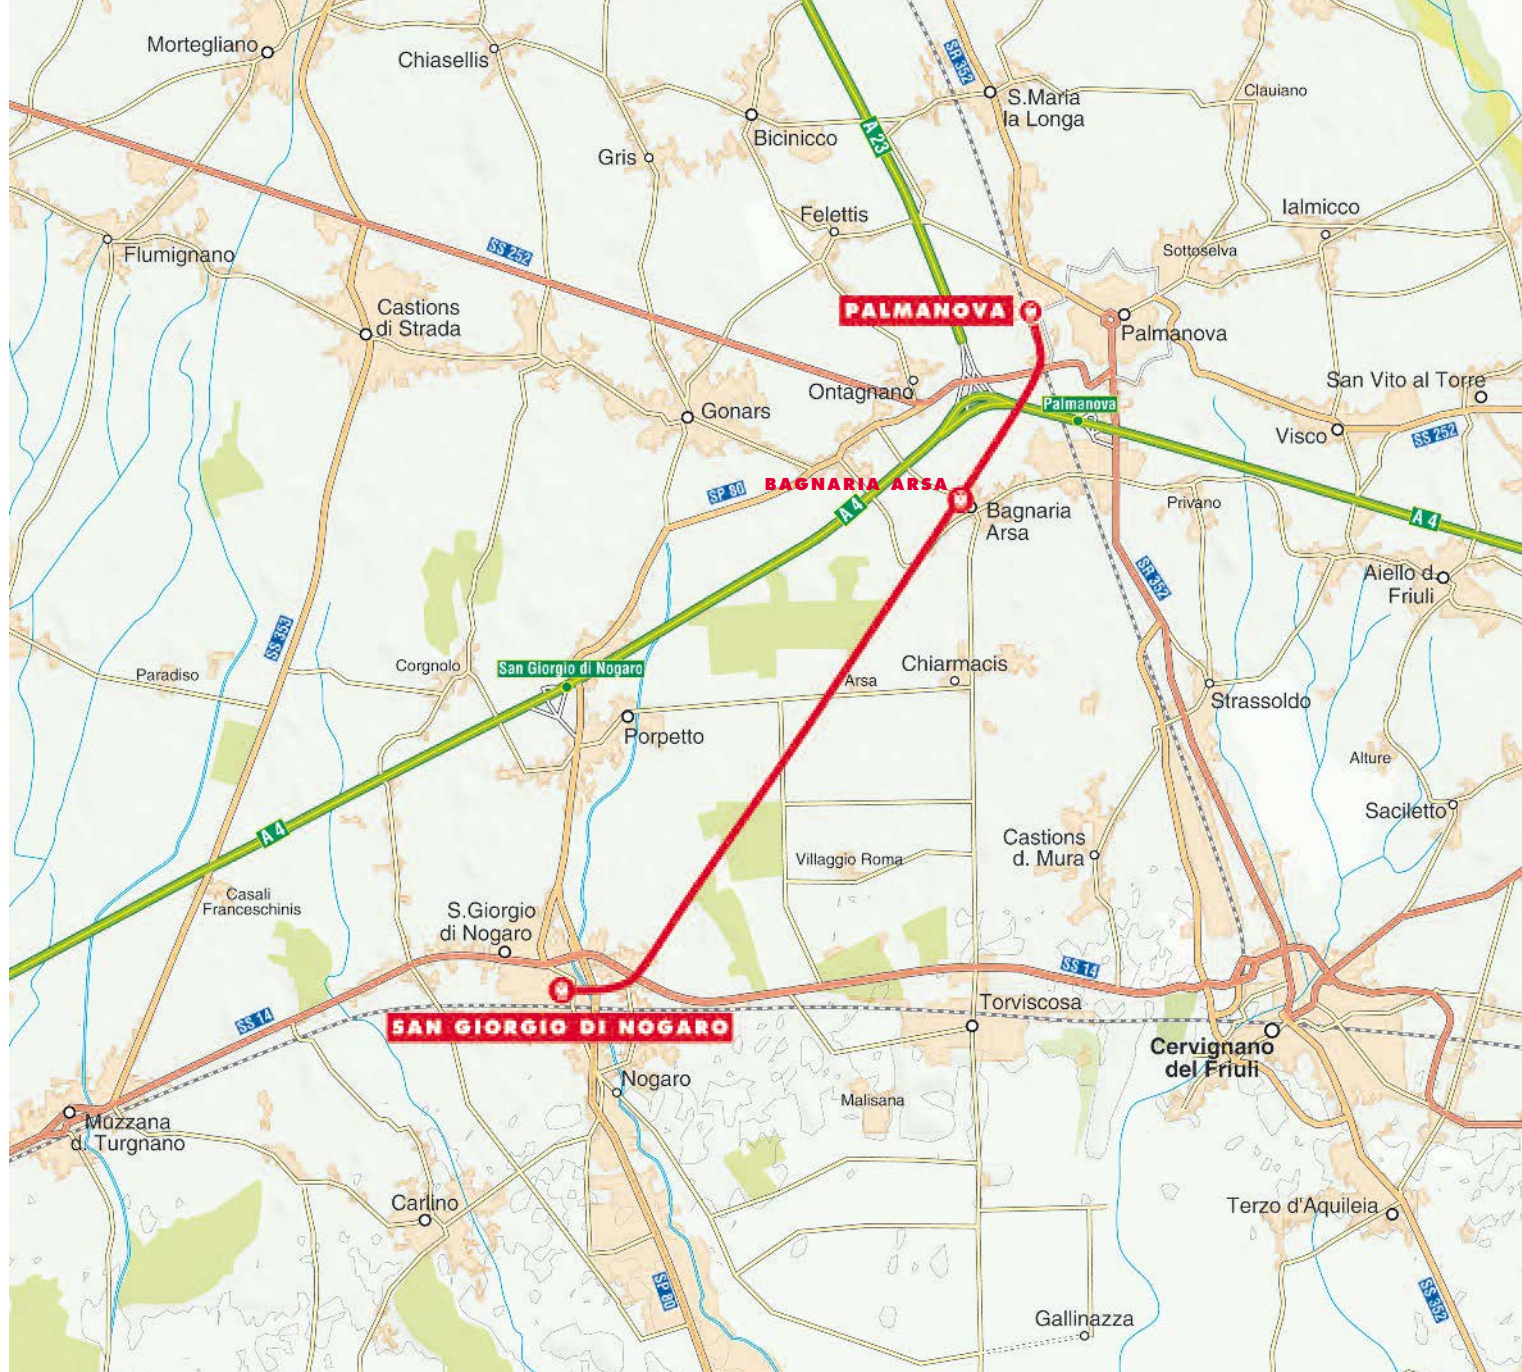 Mortegliano
Chiasellis
SR 352
S.Maria
la Longa
Clauiano
Bicinicco
A 23
Gris
Felettis
Ialmicco
Flumignano
SS 252
Sottoselva
Castions
di Strada
PALMANOVA
Palmanova
Ontagnano
San Vito al Torre
Gonars
Palmanova
Visco
SS 252
BAGNARIA ARSA
SP 80
A 4
Bagnaria
Arsa
Privano
A 4
SR 352
Aiello d.
Friuli
SS 353
Paradiso
Corgnolo
San Giorgio di Nogaro
Chiarmacis
Arsa
Strassoldo
Porpetto
Alture
Saciletto
A 4
Castions
d. Mura
Villaggio Roma
Casali
Franceschinis
S.Giorgio
di Nogaro
SS 14
Torviscosa
SS 14
SAN GIORGIO DI NOGARO
Cervignano
del Friuli
Nogaro
Malisana
Muzzana
d. Turgnano
Carlino
Terzo d'Aquileia
SP 80
SS 352
Gallinazza